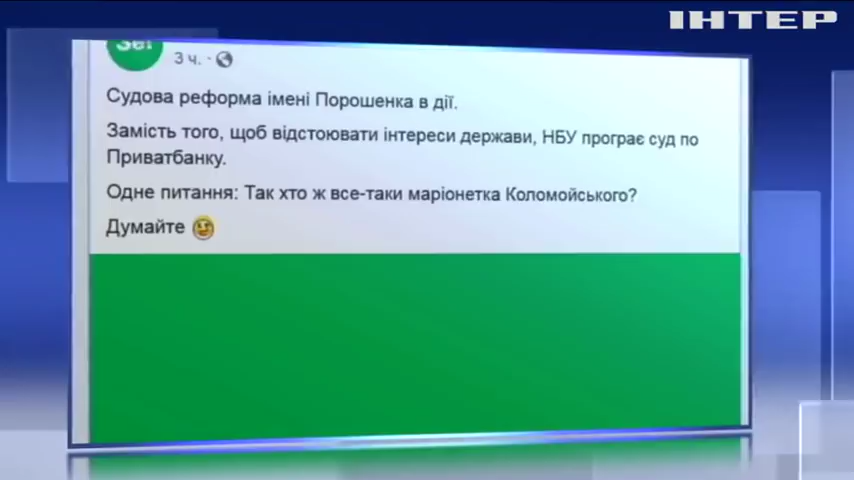 ІНТЕР
Зе!
3 ч. ·
Судова реформа імені Порошенка в дії.
Замість того, щоб відстоювати інтереси держави, НБУ програє суд по
Приватбанку.
Одне питання: Так хто ж все-таки маріонетка Коломойського?
Думайте 😉